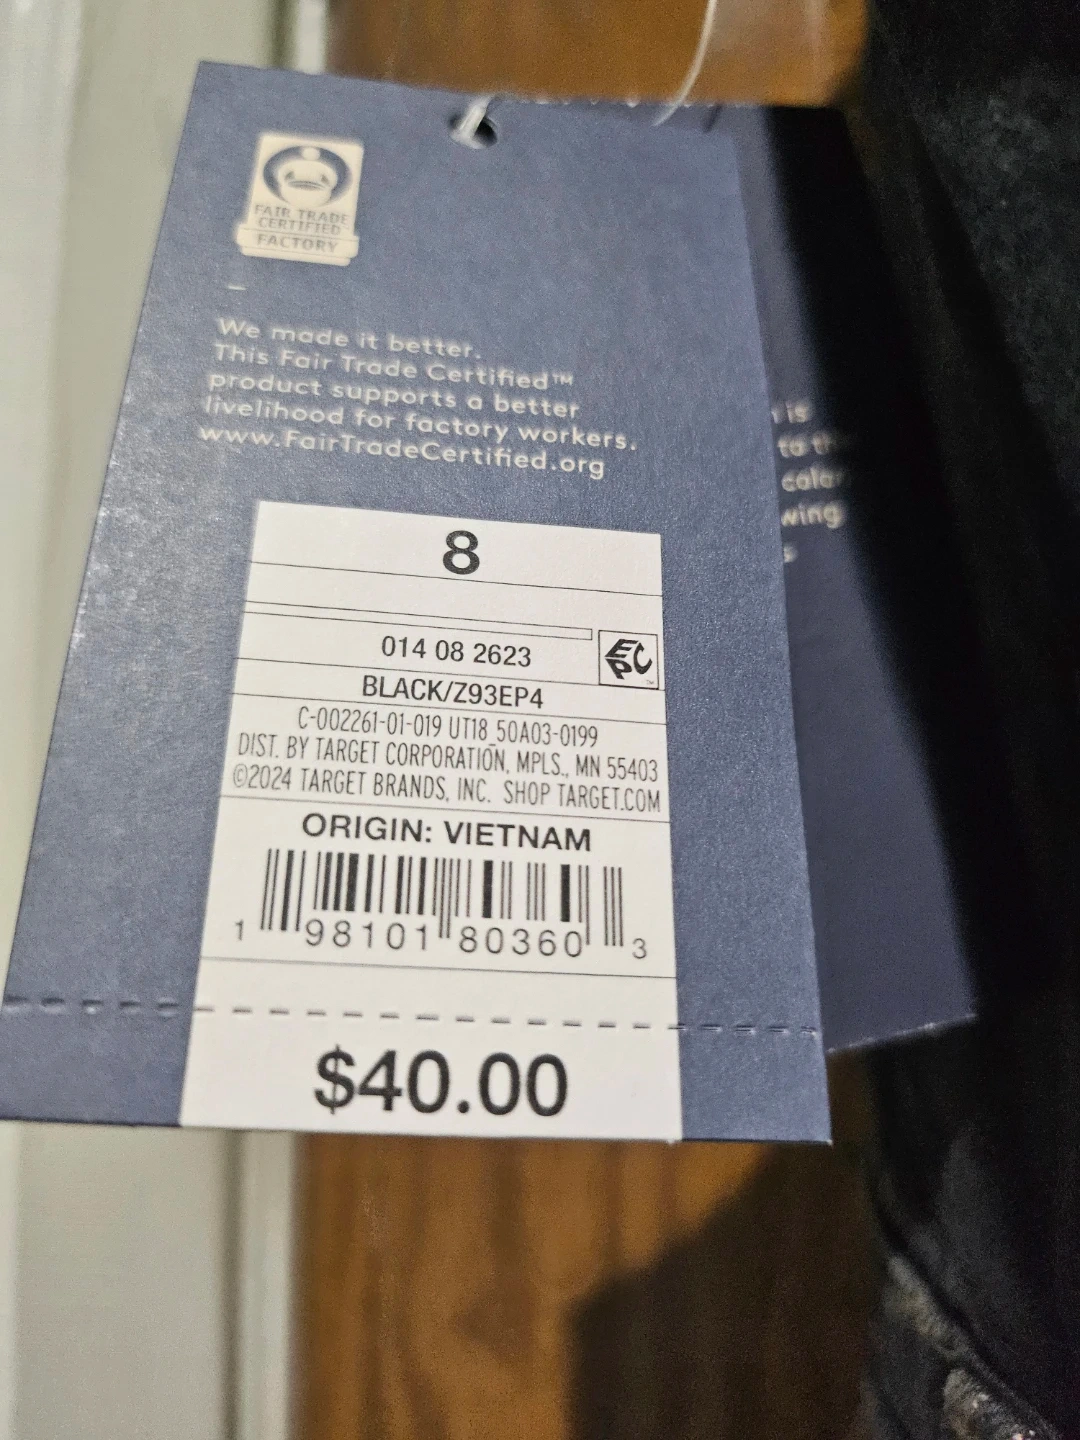 FAIR TRADE
CERTIFIED
FACTORY
We made it better.
This Fair Trade Certified™
product supports a better
livelihood for factory workers.
www.FairTradeCertified.org
is
to
wing
8
014 08 2623
EPC
BLACK/Z93EP4
C-002261-01-019 UT18 50A03-0199
DIST. BY TARGET CORPORATION, MPLS., MN 55403
©2024 TARGET BRANDS, INC. SHOP TARGET.COM
ORIGIN: VIETNAM
1 98101 80360 3
$40.00